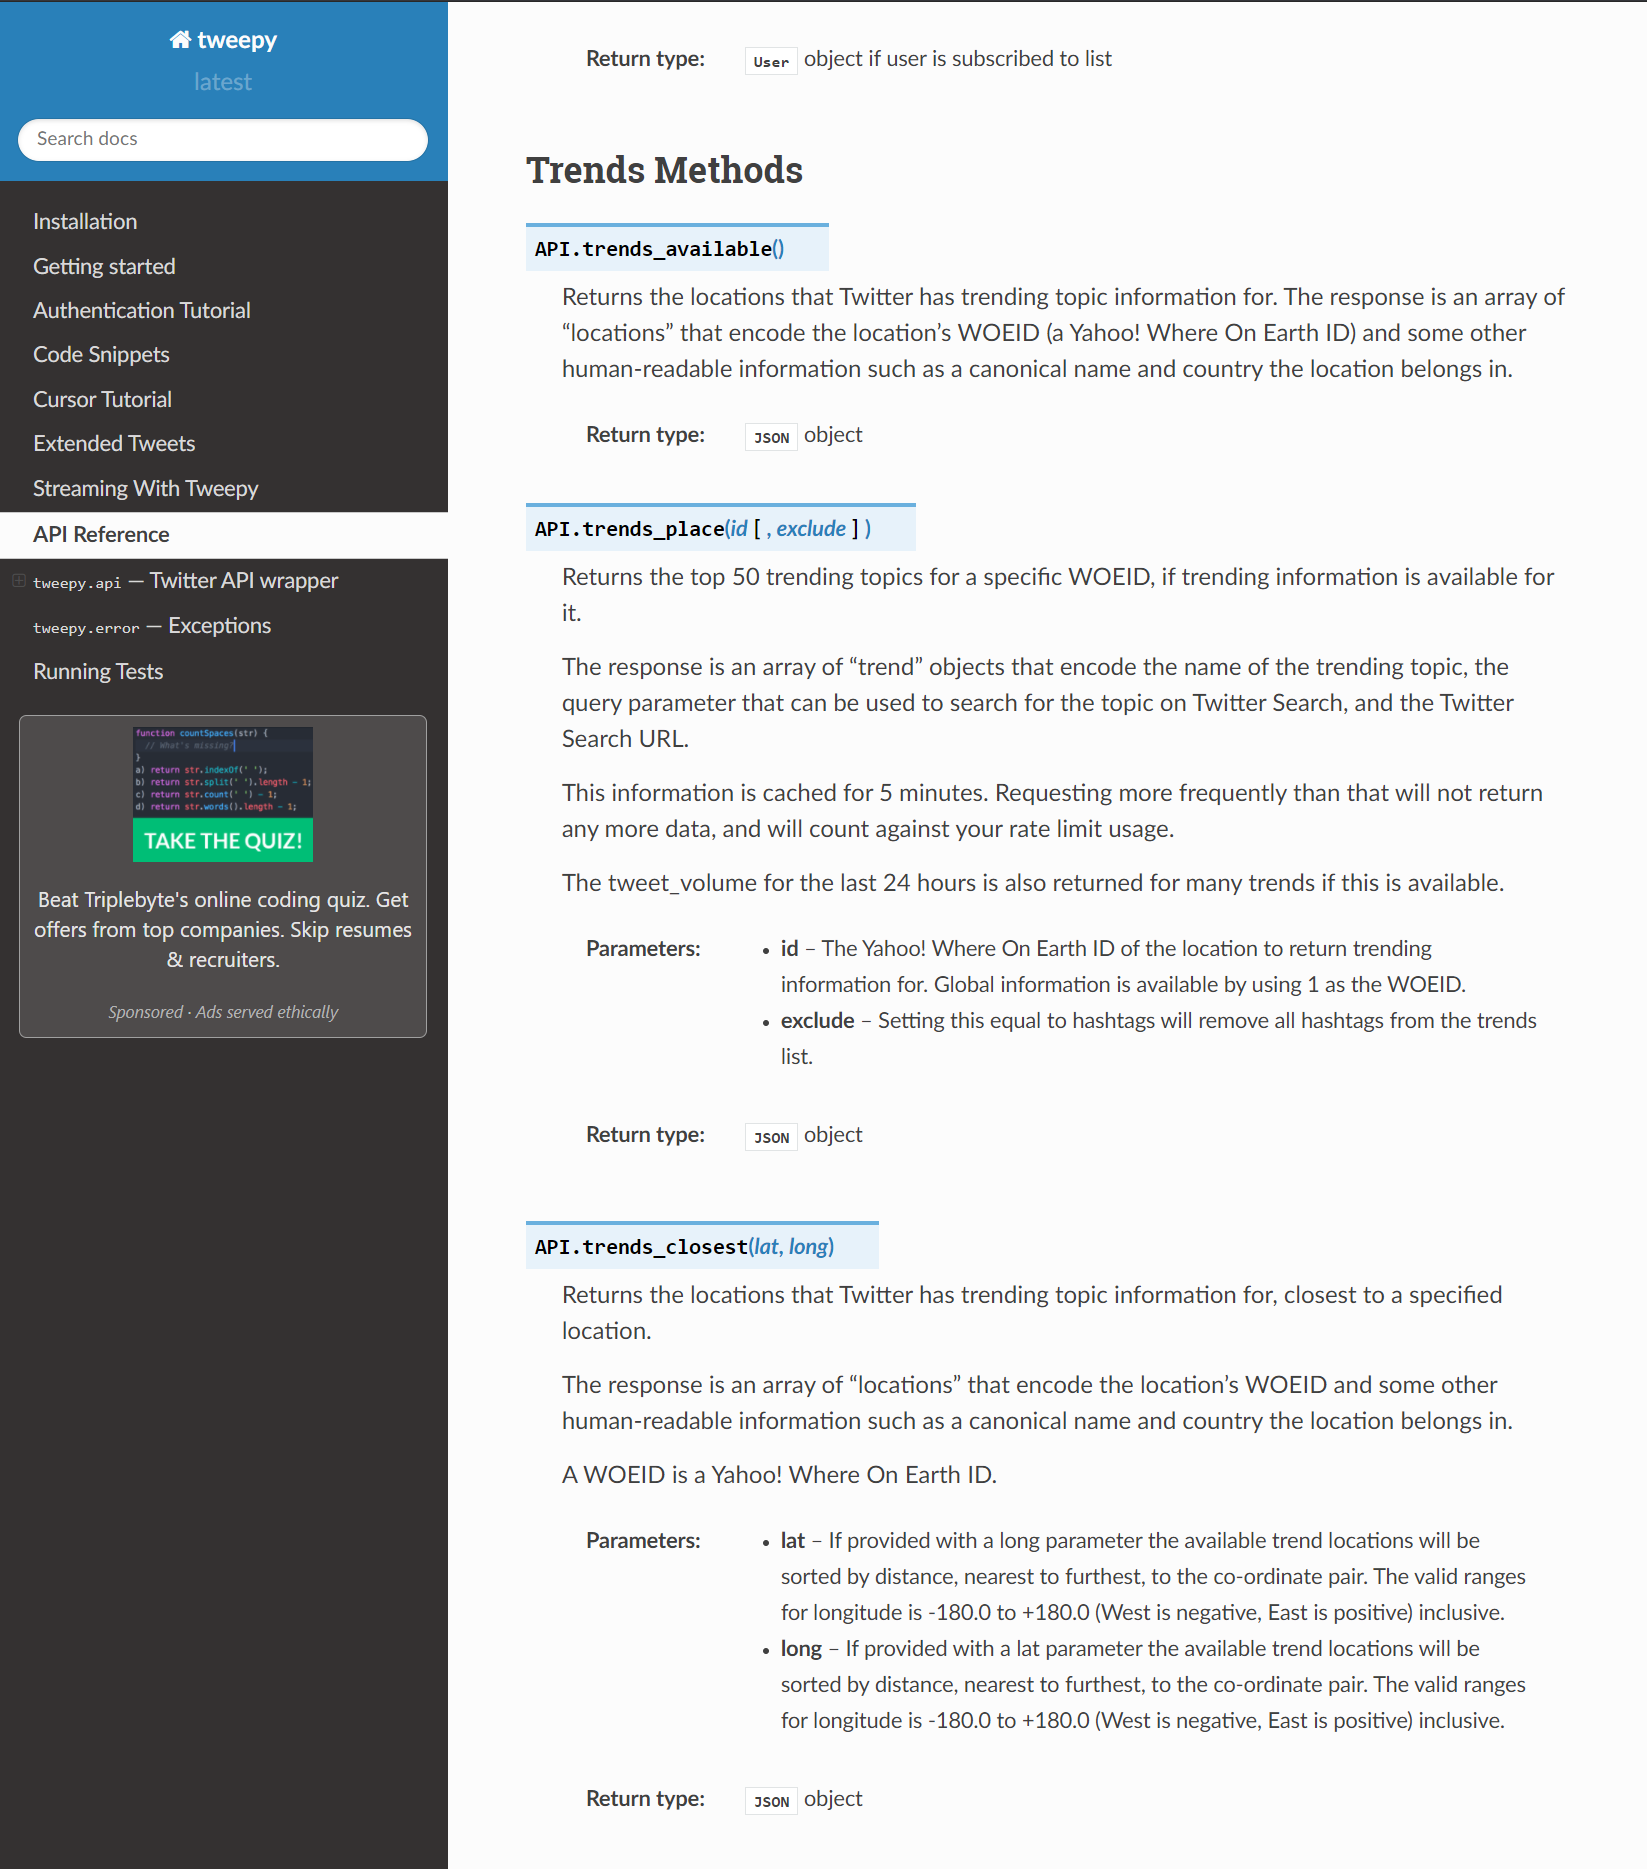 tweepy
latest
Search docs
Installation
Getting started
Authentication Tutorial
Code Snippets
Cursor Tutorial
Extended Tweets
Streaming With Tweepy
API Reference
tweepy.api — Twitter API wrapper
tweepy.error — Exceptions
Running Tests
function countSpaces(str) {
// What's missing?
}
a) return str.indexOf(' ');
b) return str.split(' ').length - 1;
c) return str.count(' ') - 1;
d) return str.words().length - 1;
TAKE THE QUIZ!
Beat Triplebyte's online coding quiz. Get
offers from top companies. Skip resumes
& recruiters.
Sponsored · Ads served ethically
Return type: User object if user is subscribed to list
Trends Methods
API.trends_available()
Returns the locations that Twitter has trending topic information for. The response is an array of
“locations” that encode the location’s WOEID (a Yahoo! Where On Earth ID) and some other
human-readable information such as a canonical name and country the location belongs in.
Return type: JSON object
API.trends_place(id [ , exclude ] )
Returns the top 50 trending topics for a specific WOEID, if trending information is available for
it.
The response is an array of “trend” objects that encode the name of the trending topic, the
query parameter that can be used to search for the topic on Twitter Search, and the Twitter
Search URL.
This information is cached for 5 minutes. Requesting more frequently than that will not return
any more data, and will count against your rate limit usage.
The tweet_volume for the last 24 hours is also returned for many trends if this is available.
Parameters: • id – The Yahoo! Where On Earth ID of the location to return trending
information for. Global information is available by using 1 as the WOEID.
• exclude – Setting this equal to hashtags will remove all hashtags from the trends
list.
Return type: JSON object
API.trends_closest(lat, long)
Returns the locations that Twitter has trending topic information for, closest to a specified
location.
The response is an array of “locations” that encode the location’s WOEID and some other
human-readable information such as a canonical name and country the location belongs in.
A WOEID is a Yahoo! Where On Earth ID.
Parameters: • lat – If provided with a long parameter the available trend locations will be
sorted by distance, nearest to furthest, to the co-ordinate pair. The valid ranges
for longitude is -180.0 to +180.0 (West is negative, East is positive) inclusive.
• long – If provided with a lat parameter the available trend locations will be
sorted by distance, nearest to furthest, to the co-ordinate pair. The valid ranges
for longitude is -180.0 to +180.0 (West is negative, East is positive) inclusive.
Return type: JSON object